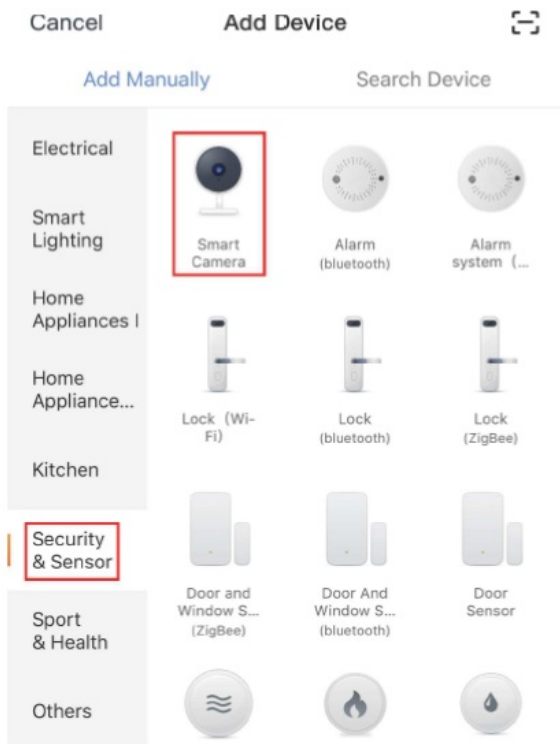 Cancel
Add Device
Add Manually
Search Device
Electrical
Smart
Lighting
Home
Appliances I
Home
Appliance...
Kitchen
Security
& Sensor
Sport
& Health
Others
Smart
Camera
Alarm
(bluetooth)
Alarm
system (...
Lock (Wi-
Fi)
Lock
(bluetooth)
Lock
(ZigBee)
Door and
Window S...
(ZigBee)
Door And
Window S...
(bluetooth)
Door
Sensor